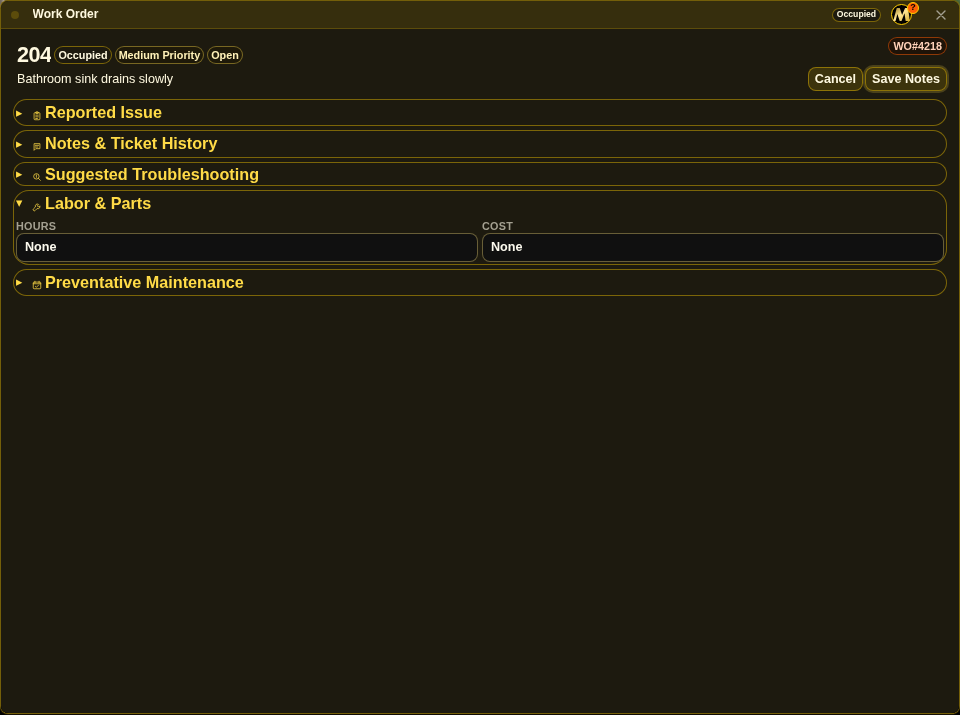 Work Order
Occupied
M ?
WO#4218
204 Occupied Medium Priority Open
Bathroom sink drains slowly
Cancel Save Notes
Reported Issue
Notes & Ticket History
Suggested Troubleshooting
Labor & Parts
HOURS COST
None None
Preventative Maintenance